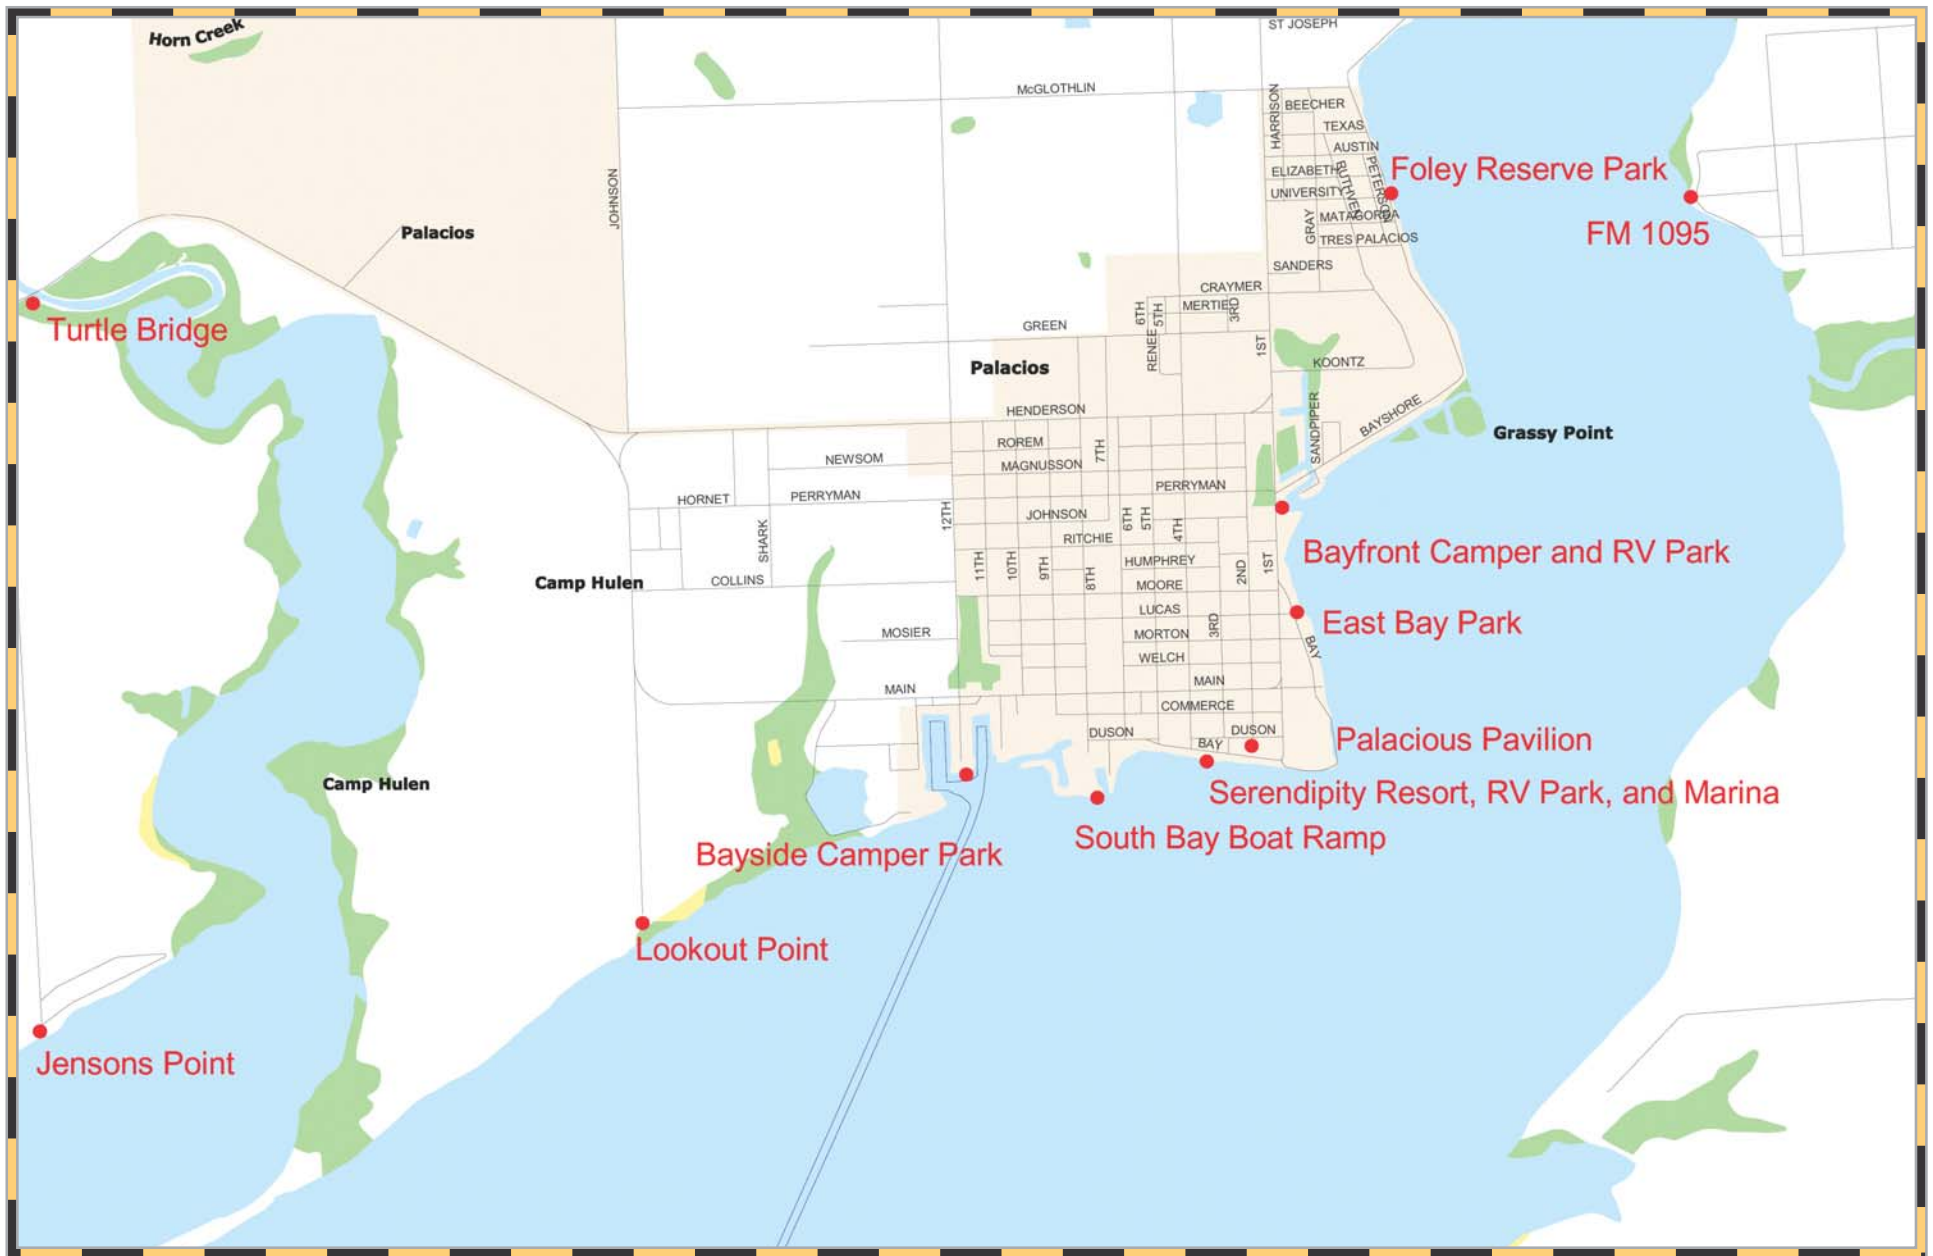 Horn Creek
ST JOSEPH
McGLOTHLIN
HARRISON
BEECHER
TEXAS
AUSTIN
ELIZABETH
RUTHVEN
PETERSON
Foley Reserve Park
UNIVERSITY
JOHNSON
GRAY
MATAGORDA
FM 1095
Palacios
TRES PALACIOS
SANDERS
CRAYMER
6TH
5TH
MERTIE
3RD
Turtle Bridge
GREEN
RENEE
1ST
Palacios
KOONTZ
HENDERSON
SANDPIPER
BAYSHORE
Grassy Point
ROREM
7TH
NEWSOM
MAGNUSSON
HORNET
PERRYMAN
PERRYMAN
12TH
JOHNSON
6TH
5TH
4TH
SHARK
RITCHIE
Bayfront Camper and RV Park
11TH
10TH
9TH
8TH
HUMPHREY
2ND
1ST
Camp Hulen
COLLINS
MOORE
LUCAS
East Bay Park
MOSIER
MORTON
3RD
BAY
WELCH
MAIN
MAIN
COMMERCE
DUSON
BAY
DUSON
Palacious Pavilion
Camp Hulen
Serendipity Resort, RV Park, and Marina
South Bay Boat Ramp
Bayside Camper Park
Lookout Point
Jensons Point